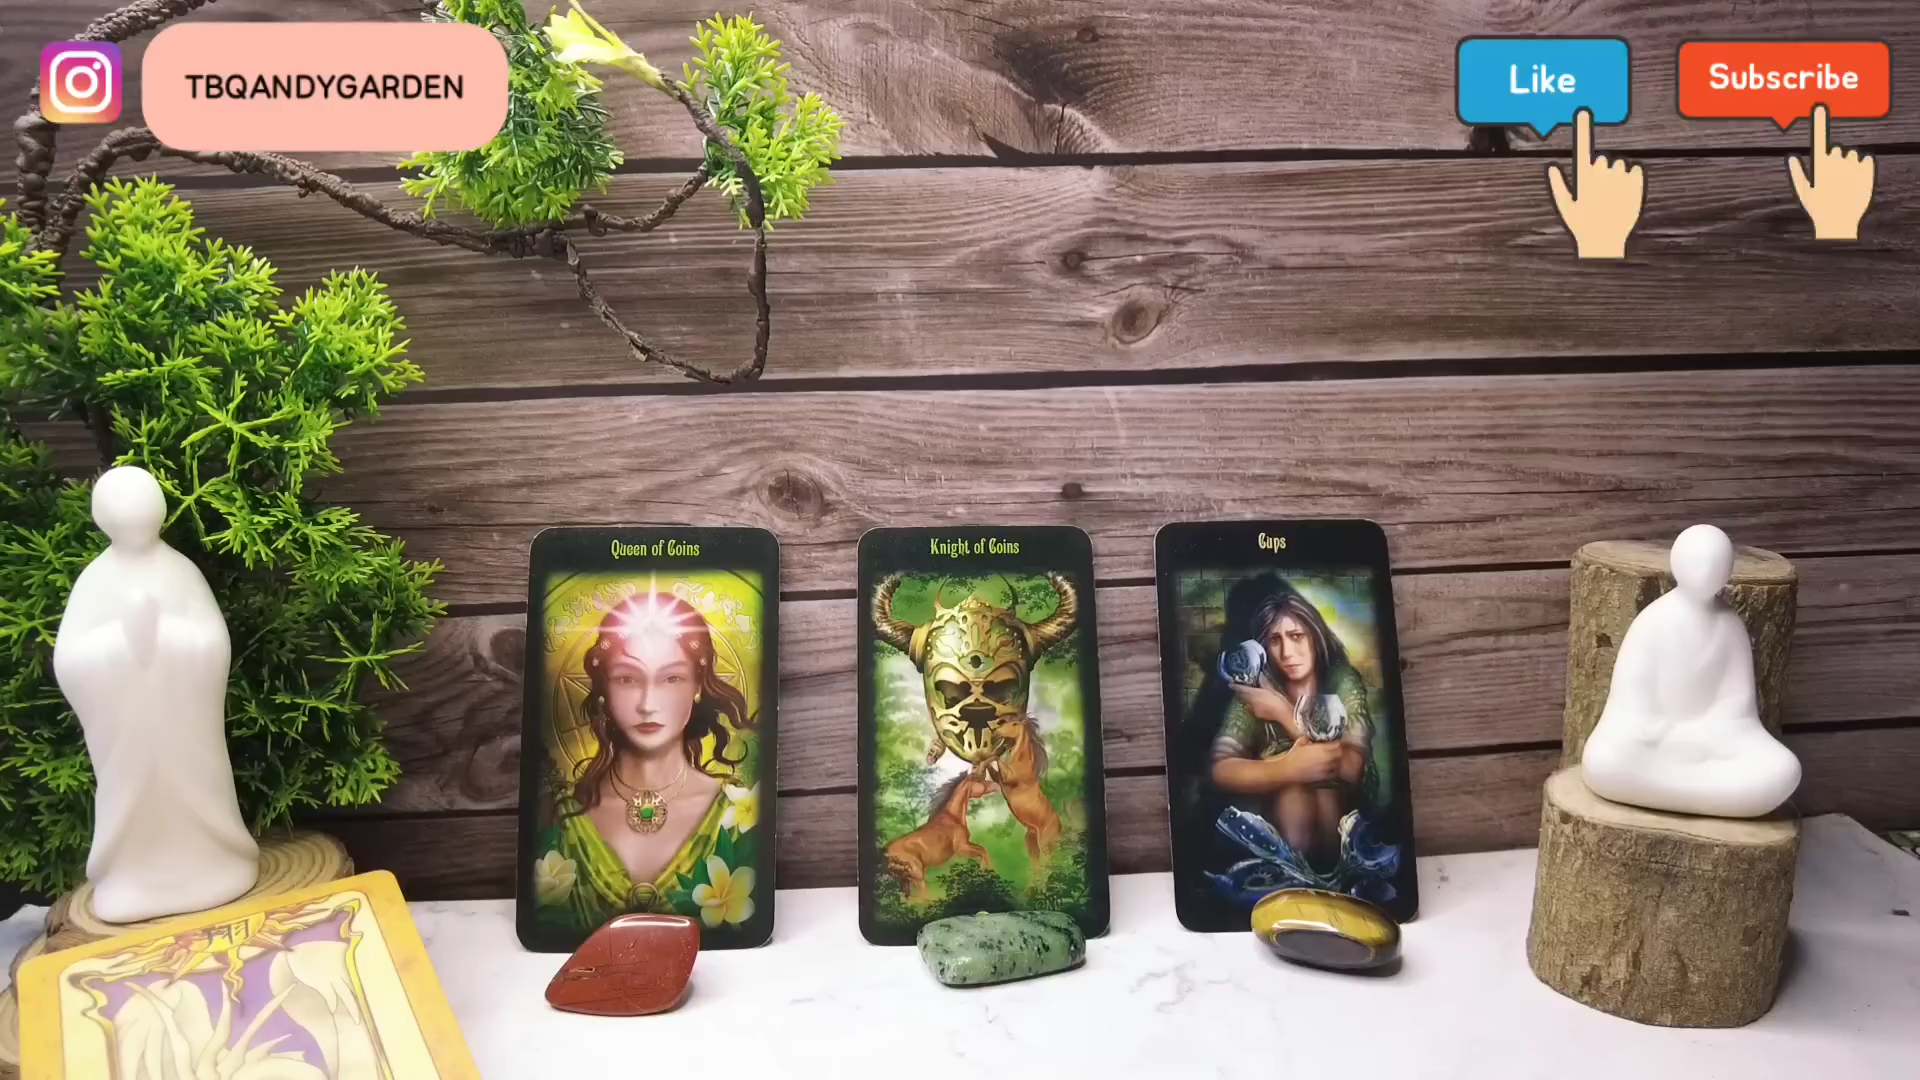 TBQANDYGARDEN
Like
Subscribe
Queen of Coins
Knight of Coins
Cups